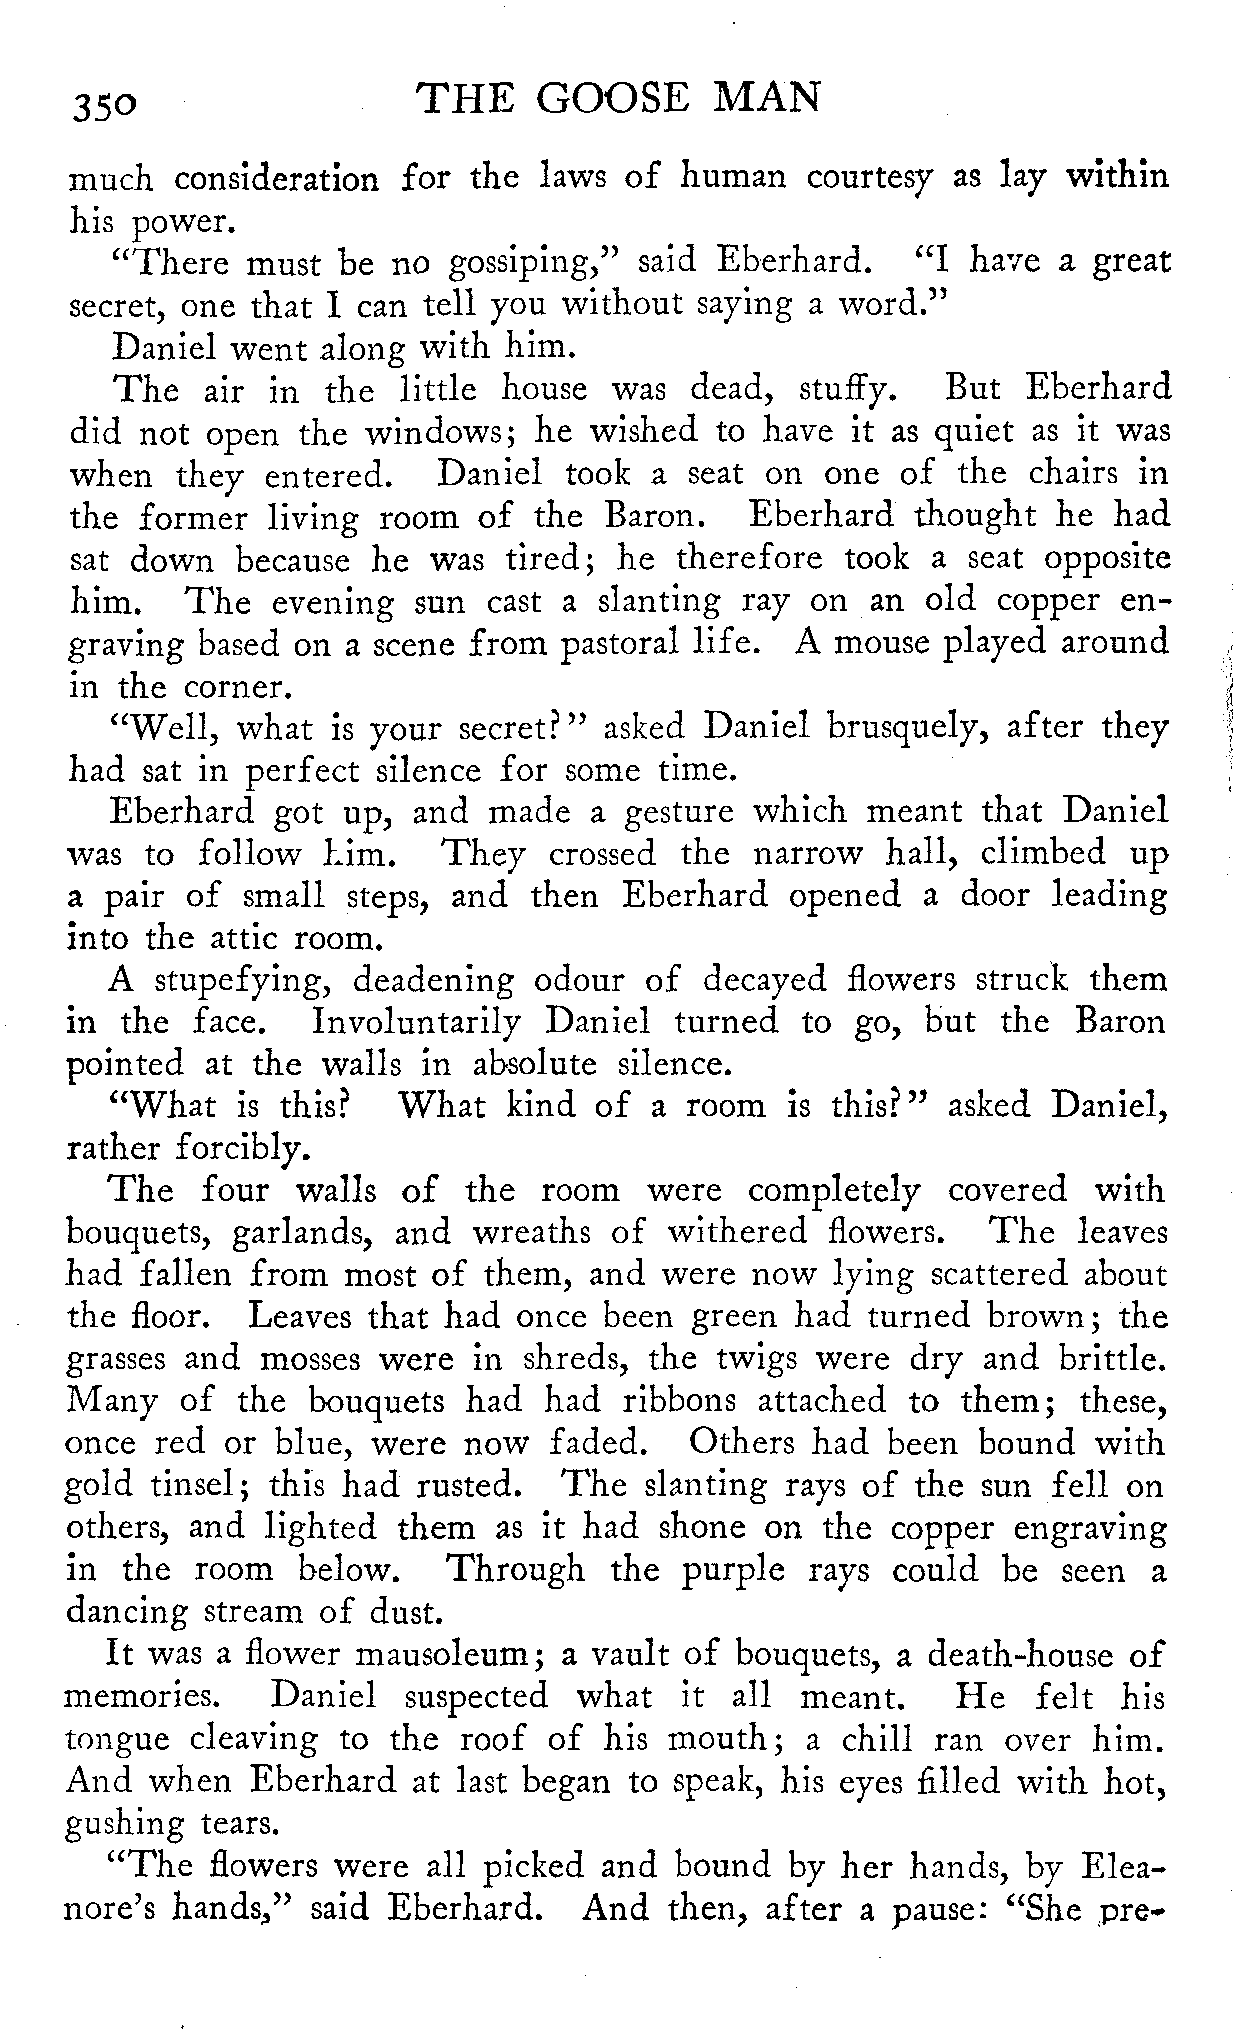 350 THE GOOSE MAN
much consideration for the laws of human courtesy as lay within
his power.
“There must be no gossiping,” said Eberhard. “I have a great
secret, one that I can tell you without saying a word.”
Daniel went along with him.
The air in the little house was dead, stuffy. But Eberhard
did not open the windows; he wished to have it as quiet as it was
when they entered. Daniel took a seat on one of the chairs in
the former living room of the Baron. Eberhard thought he had
sat down because he was tired; he therefore took a seat opposite
him. The evening sun cast a slanting ray on an old copper en-
graving based on a scene from pastoral life. A mouse played around
in the corner.
“Well, what is your secret?” asked Daniel brusquely, after they
had sat in perfect silence for some time.
Eberhard got up, and made a gesture which meant that Daniel
was to follow him. They crossed the narrow hall, climbed up
a pair of small steps, and then Eberhard opened a door leading
into the attic room.
A stupefying, deadening odour of decayed flowers struck them
in the face. Involuntarily Daniel turned to go, but the Baron
pointed at the walls in absolute silence.
“What is this? What kind of a room is this?” asked Daniel,
rather forcibly.
The four walls of the room were completely covered with
bouquets, garlands, and wreaths of withered flowers. The leaves
had fallen from most of them, and were now lying scattered about
the floor. Leaves that had once been green had turned brown; the
grasses and mosses were in shreds, the twigs were dry and brittle.
Many of the bouquets had had ribbons attached to them; these,
once red or blue, were now faded. Others had been bound with
gold tinsel; this had rusted. The slanting rays of the sun fell on
others, and lighted them as it had shone on the copper engraving
in the room below. Through the purple rays could be seen a
dancing stream of dust.
It was a flower mausoleum; a vault of bouquets, a death-house of
memories. Daniel suspected what it all meant. He felt his
tongue cleaving to the roof of his mouth; a chill ran over him.
And when Eberhard at last began to speak, his eyes filled with hot,
gushing tears.
“The flowers were all picked and bound by her hands, by Elea-
nore’s hands,” said Eberhard. And then, after a pause: “She pre-